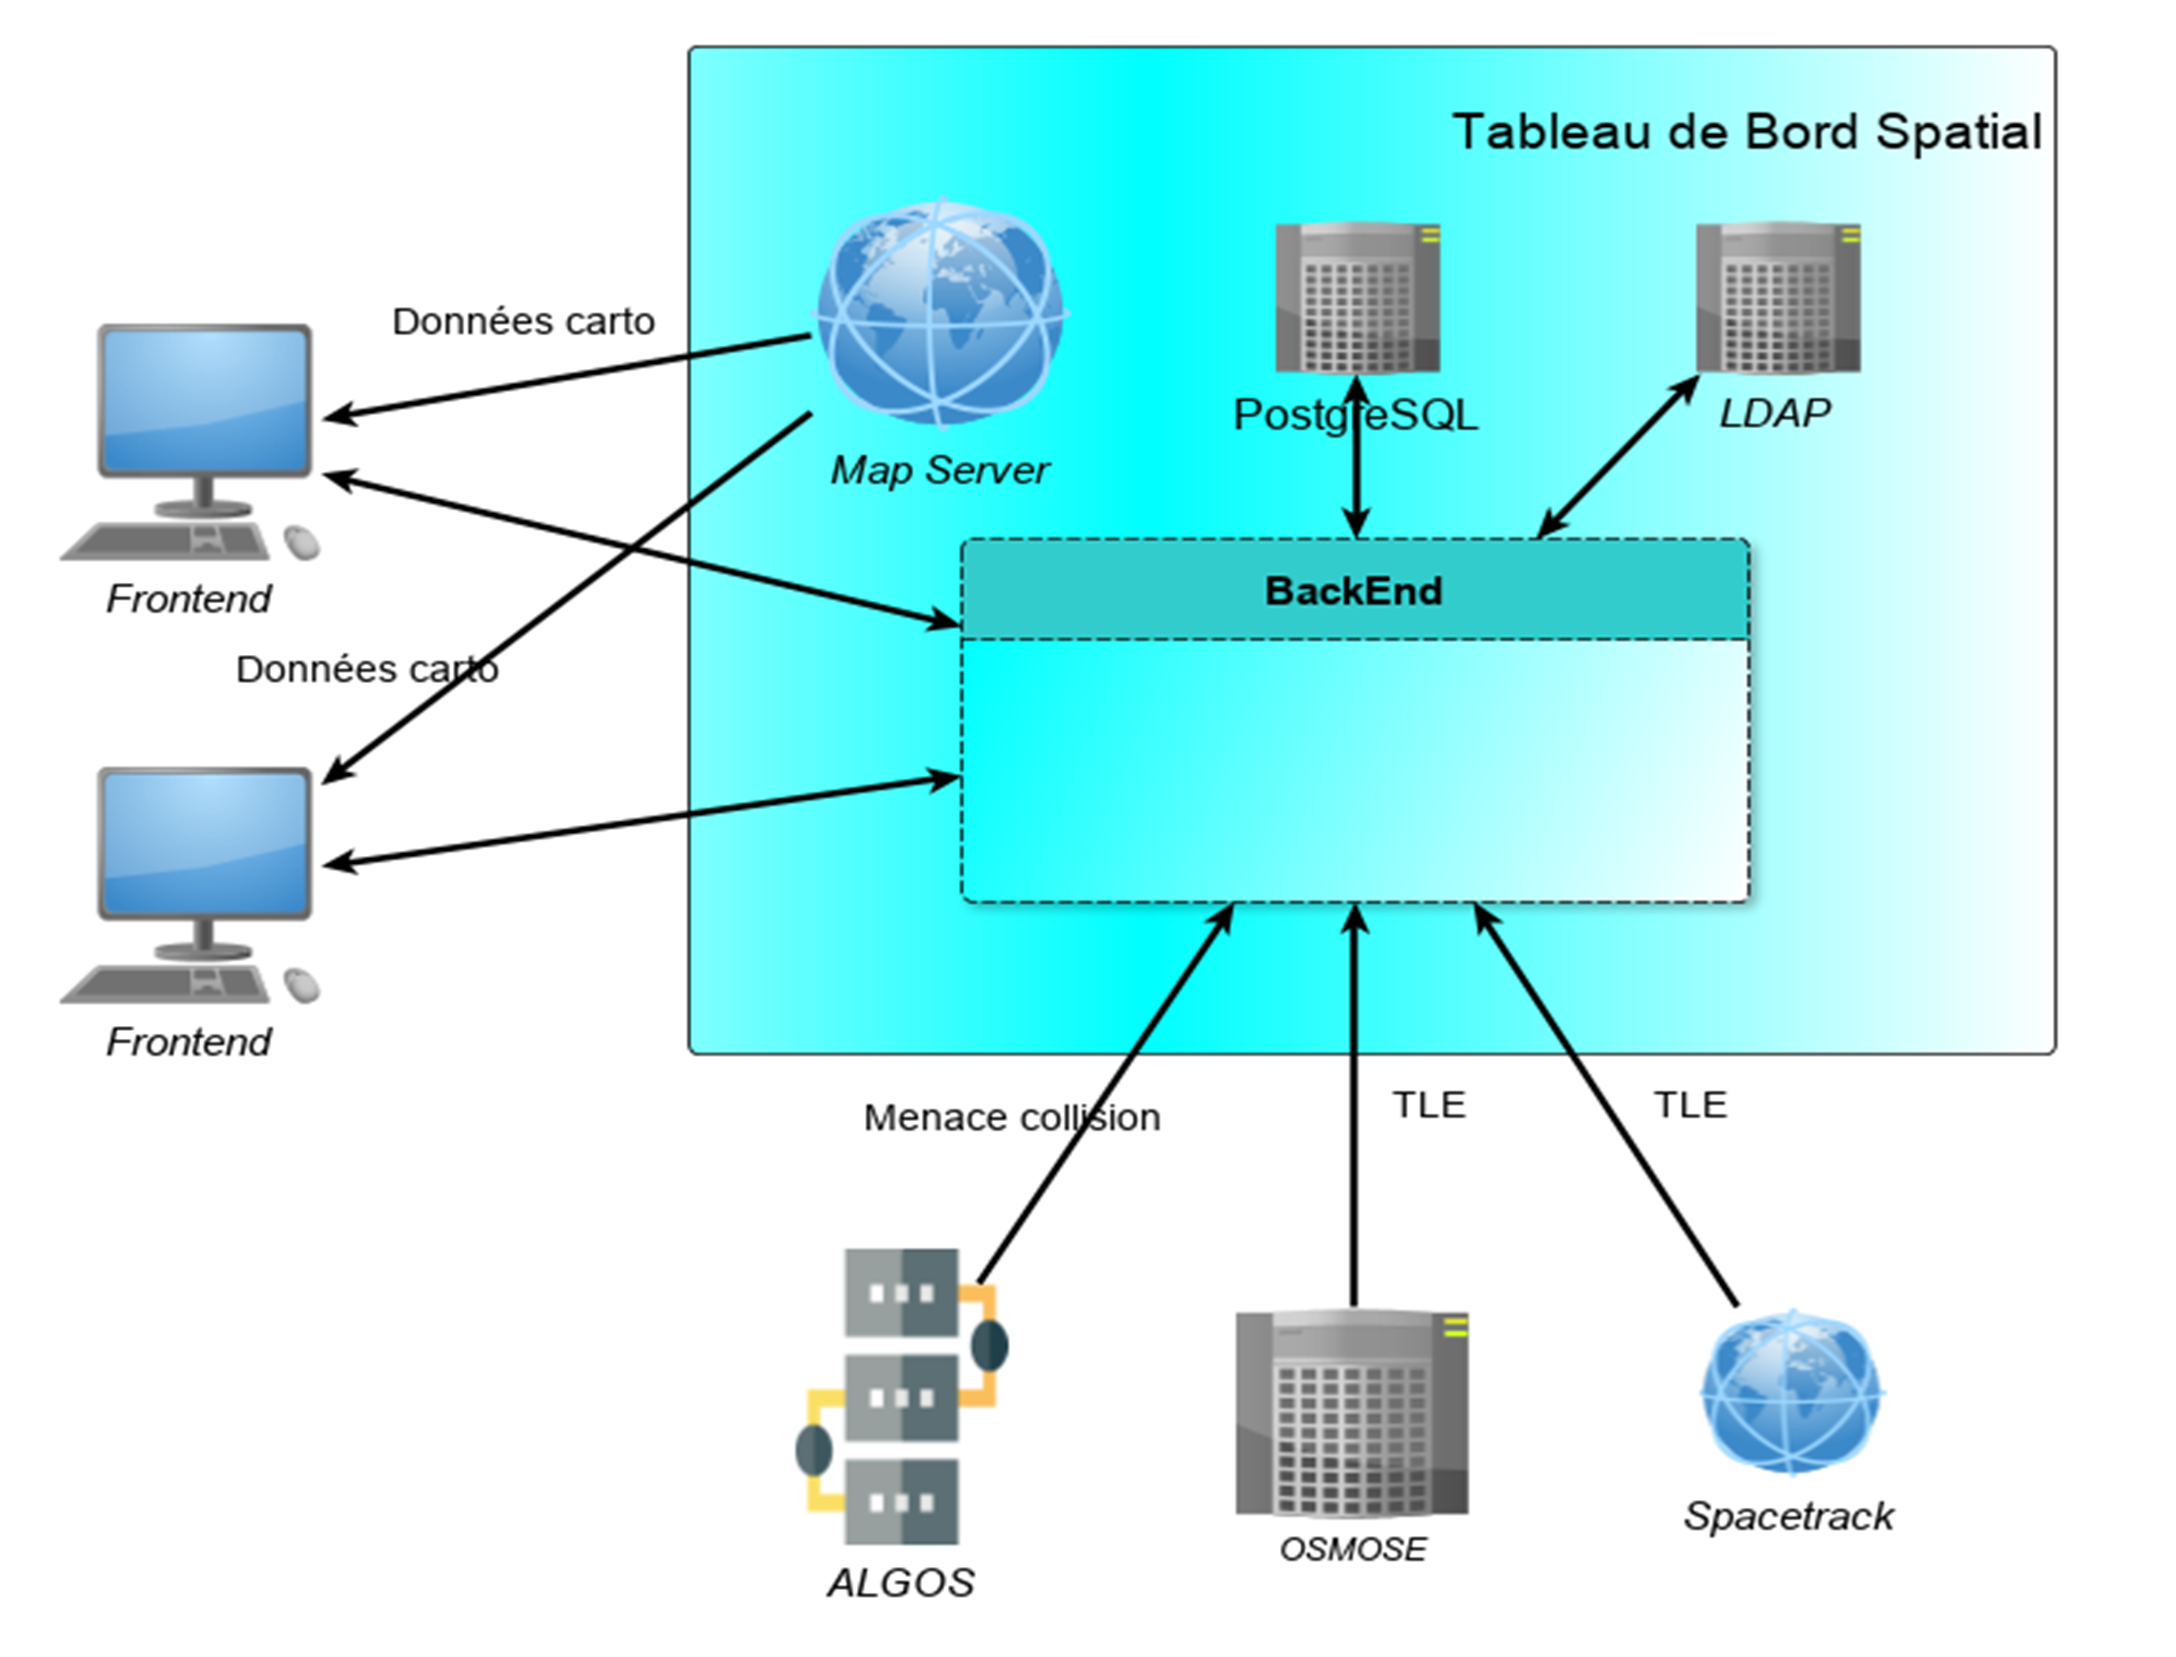 Tableau de Bord Spatial
Données carto
PostgreSQL
LDAP
Map Server
BackEnd
Frontend
Données carto
Frontend
Menace collision
TLE
TLE
Spacetrack
OSMOSE
ALGOS